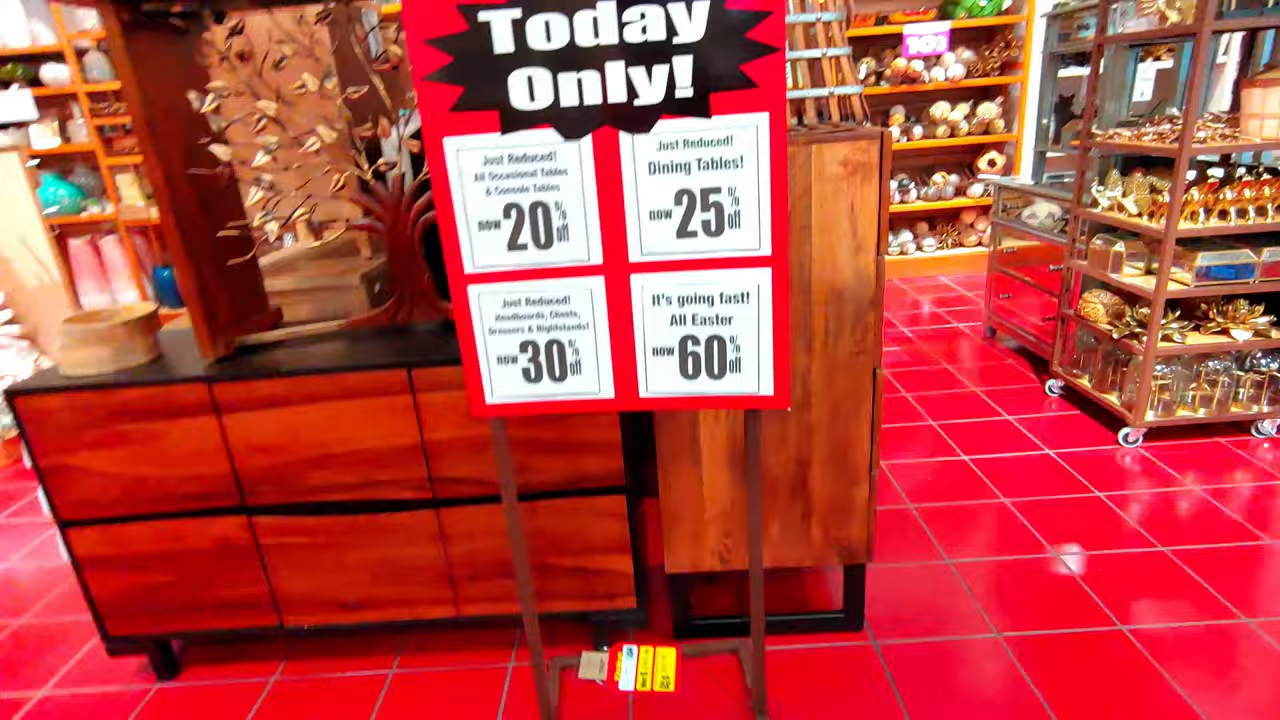 Today
Only!
Just Reduced!
All Occasional Tables
& Console Tables
now 20% off
Just Reduced!
Dining Tables!
now 25% off
Just Reduced!
Headboards, Chests,
Dressers & Nightstands!
now 30% off
It's going fast!
All Easter
now 60% off